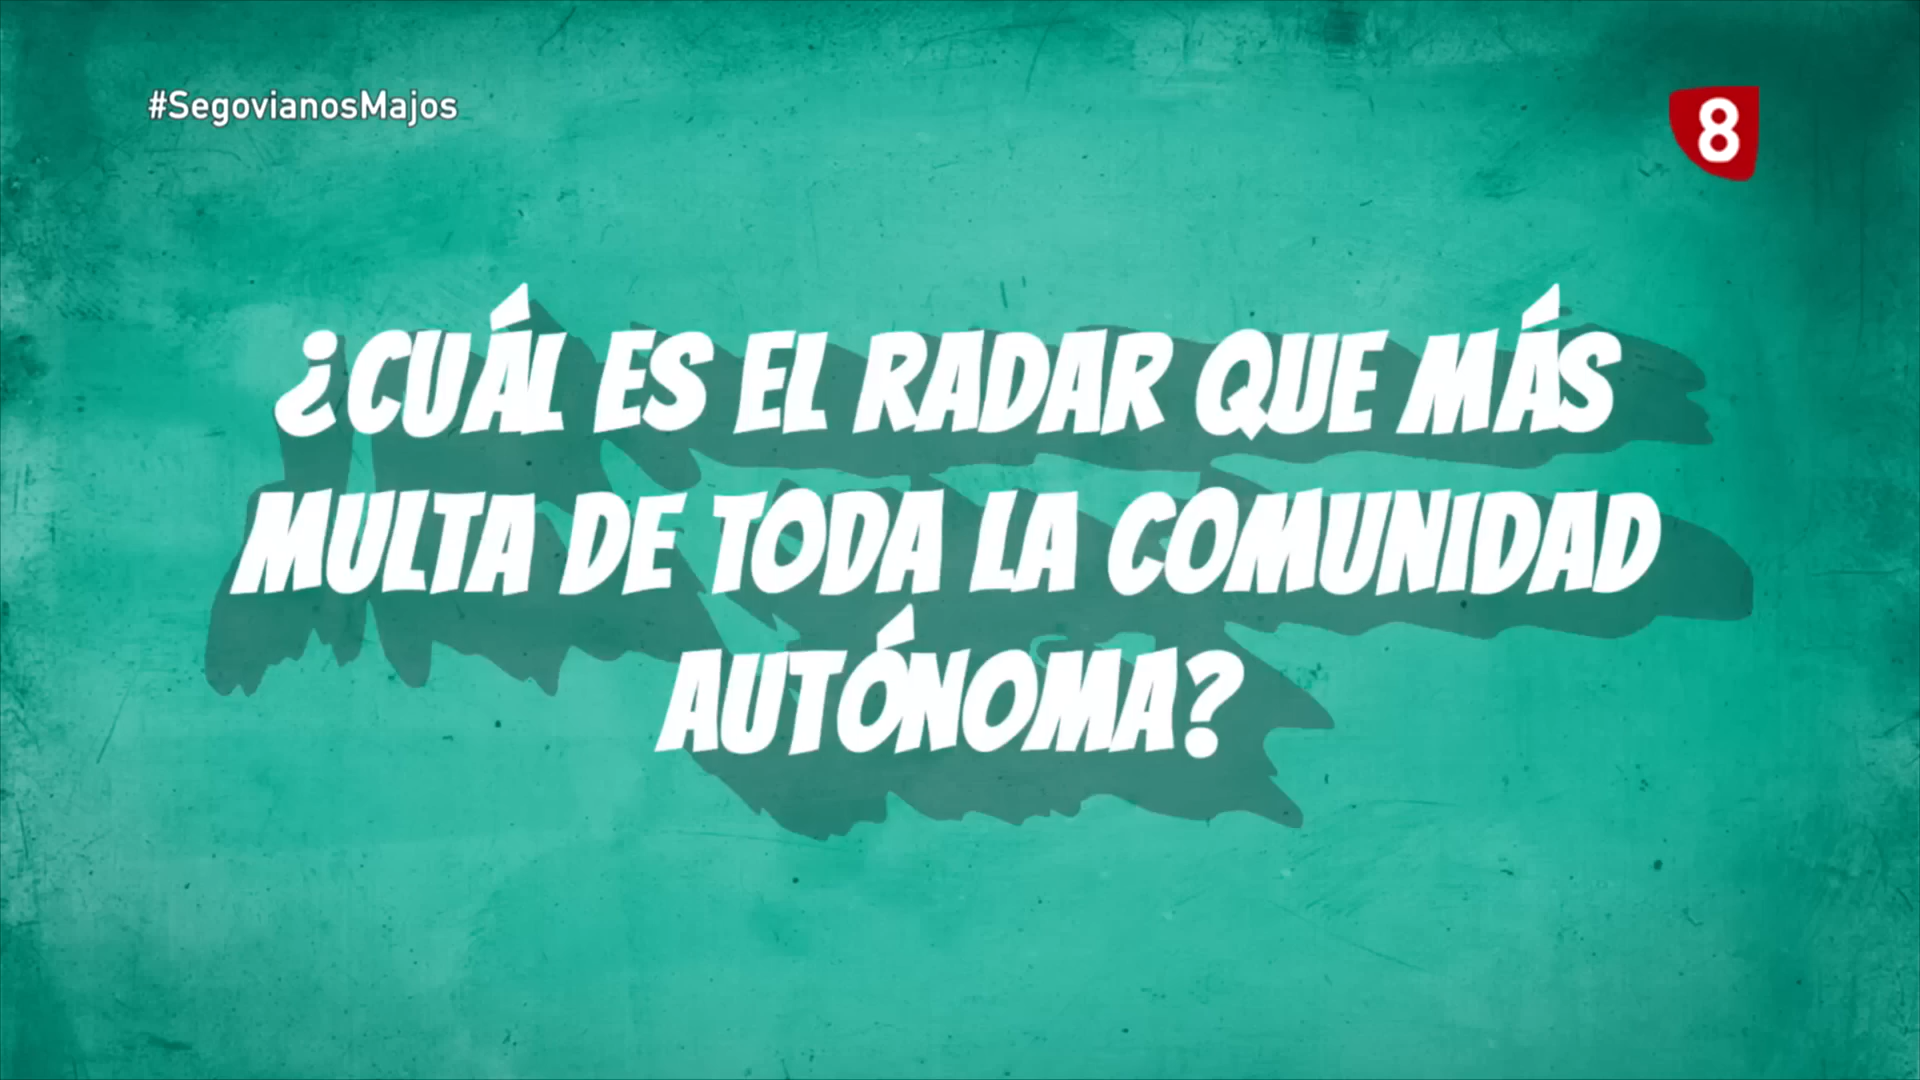 #SegovianosMajos
8
¿CUÁL ES EL RADAR QUE MÁS
MULTA DE TODA LA COMUNIDAD
AUTÓNOMA?